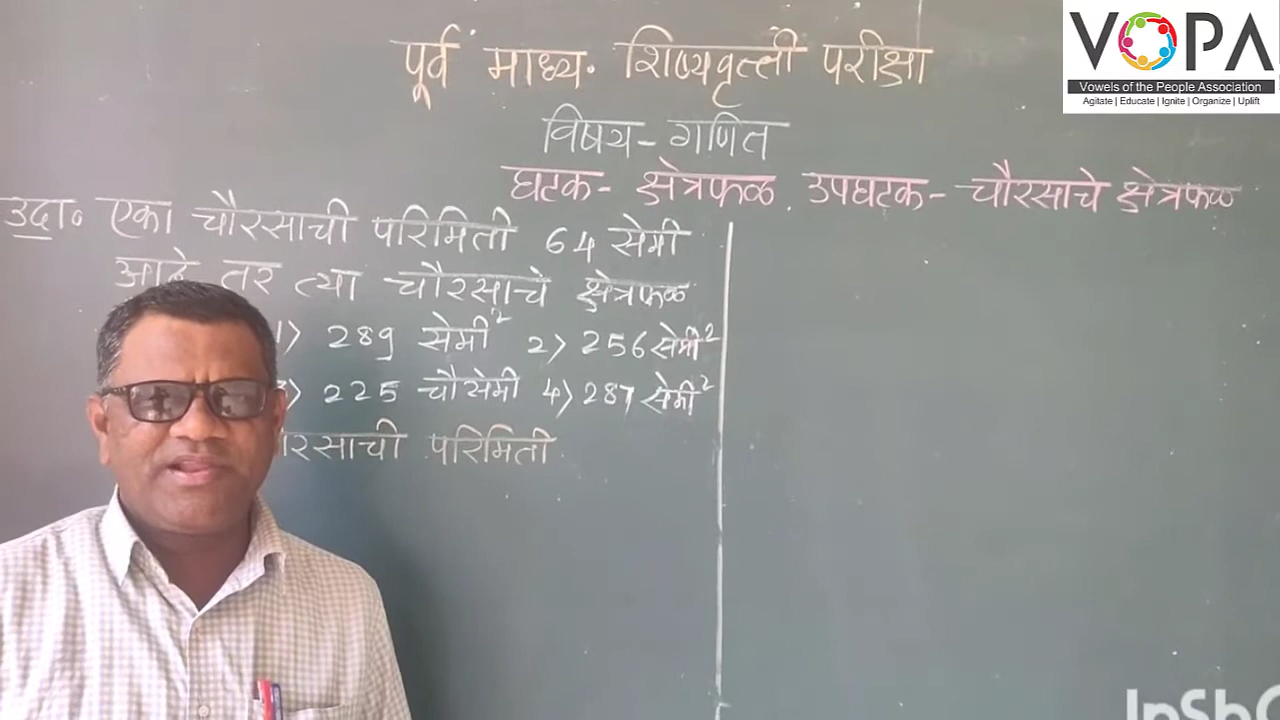 VOPA
Vowels of the People Association
Agitate | Educate | Ignite | Organize | Uplift
पूर्व माध्य. शिष्यवृत्ती परीक्षा
विषय- गणित
घटक- क्षेत्रफळ. उपघटक- चौरसाचे क्षेत्रफळ
उदा. एका चौरसाची परिमिती 64 सेमी
आहे तर त्या चौरसाचे क्षेत्रफळ
1) 289 सेमी² 2) 256 सेमी²
225 चौसेमी 4) 287 सेमी²
परिमिती